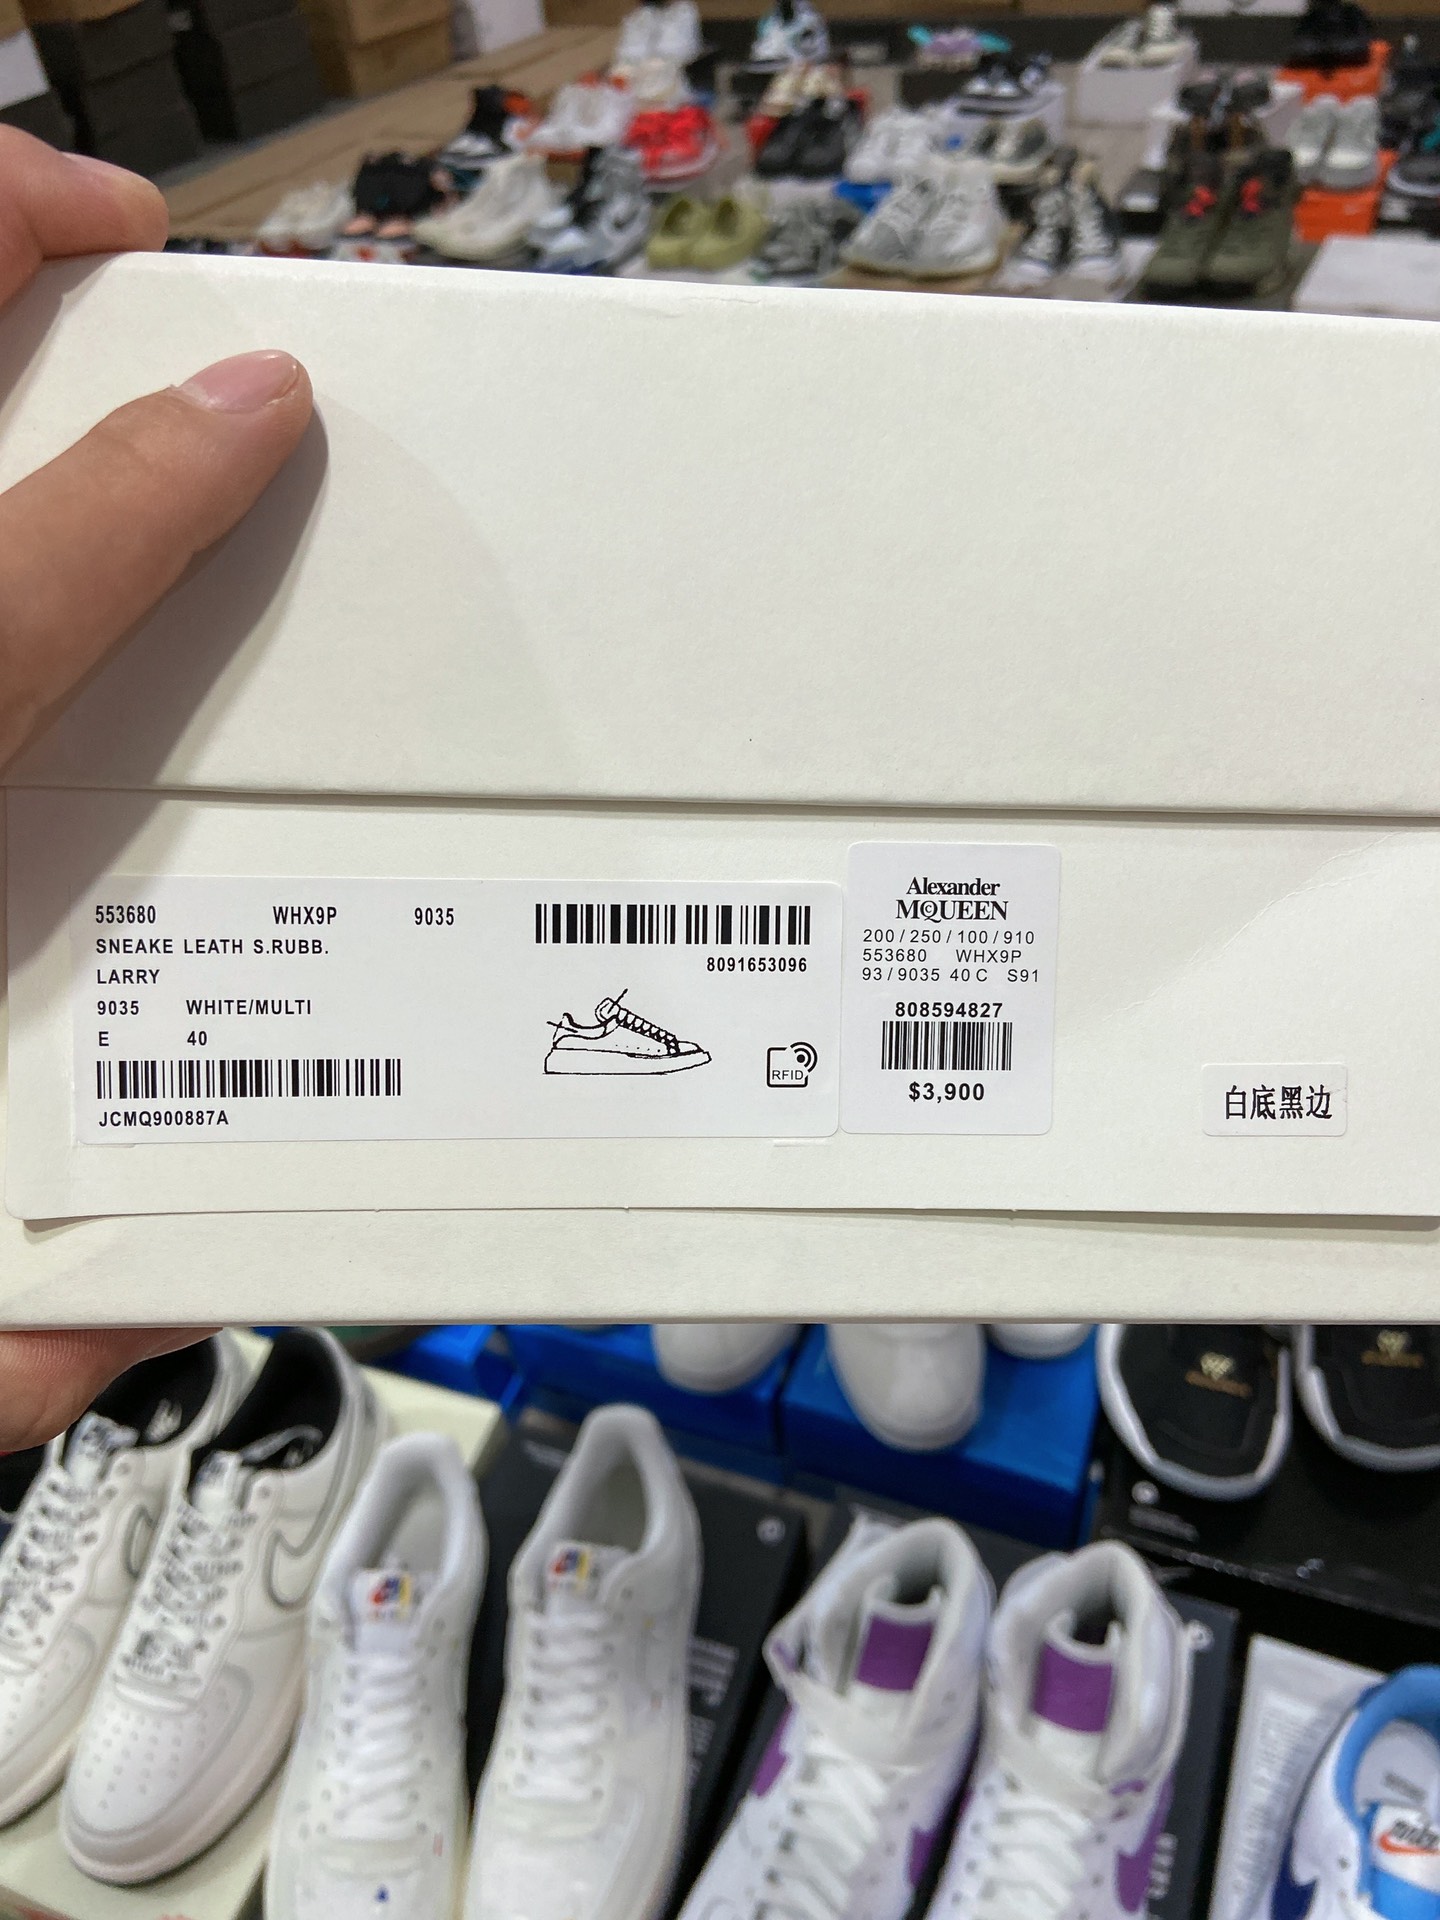 553680 WHX9P 9035
SNEAKE LEATH S.RUBB.
LARRY
9035 WHITE/MULTI
E 40
JCMQ900887A
8091653096
RFID
Alexander
McQUEEN
200/250/100/910
553680 WHX9P
93/9035 40 C S91
808594827
$3,900
白底黑边